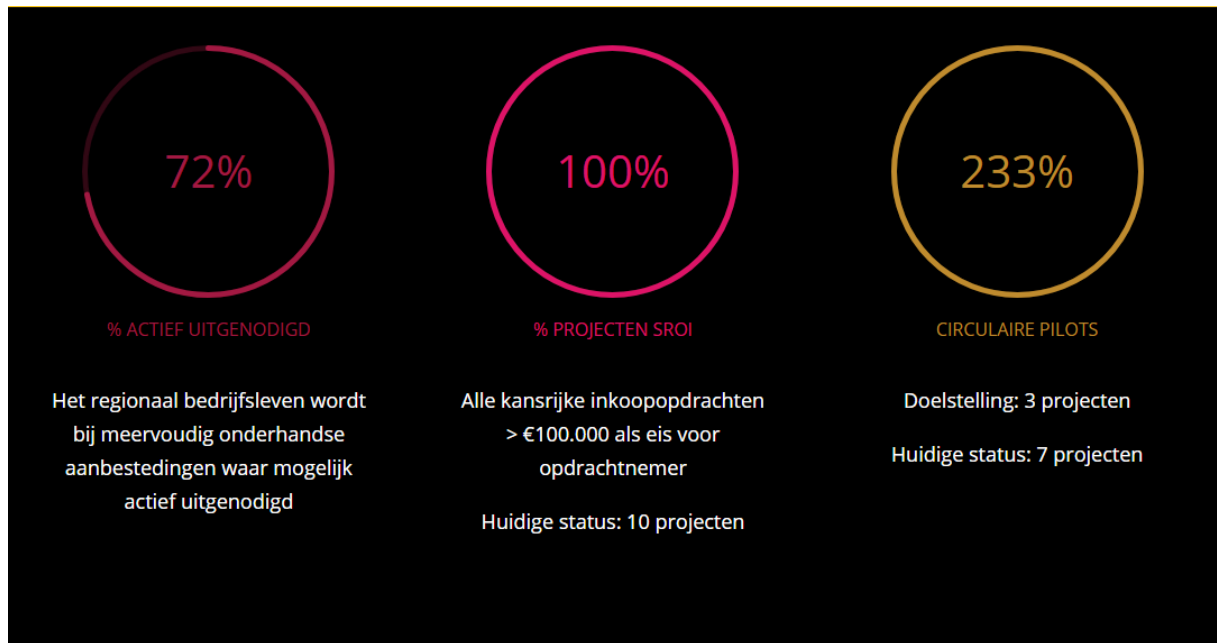 72%
% ACTIEF UITGENODIGD
Het regionaal bedrijfsleven wordt
bij meervoudig onderhandse
aanbestedingen waar mogelijk
actief uitgenodigd
100%
% PROJECTEN SROI
Alle kansrijke inkoopopdrachten
> €100.000 als eis voor
opdrachtnemer
Huidige status: 10 projecten
233%
CIRCULAIRE PILOTS
Doelstelling: 3 projecten
Huidige status: 7 projecten